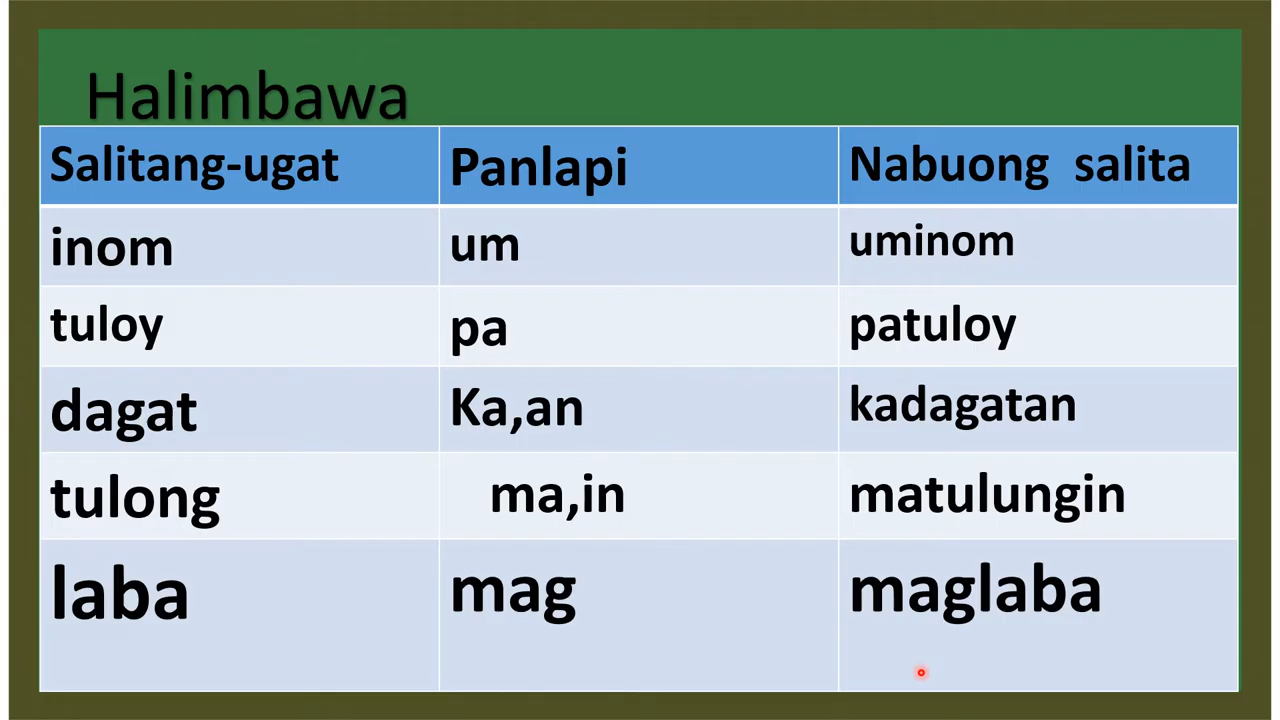 Halimbawa
Salitang-ugat Panlapi Nabuong salita
inom um uminom
tuloy pa patuloy
dagat Ka,an kadagatan
tulong ma,in matulungin
laba mag maglaba